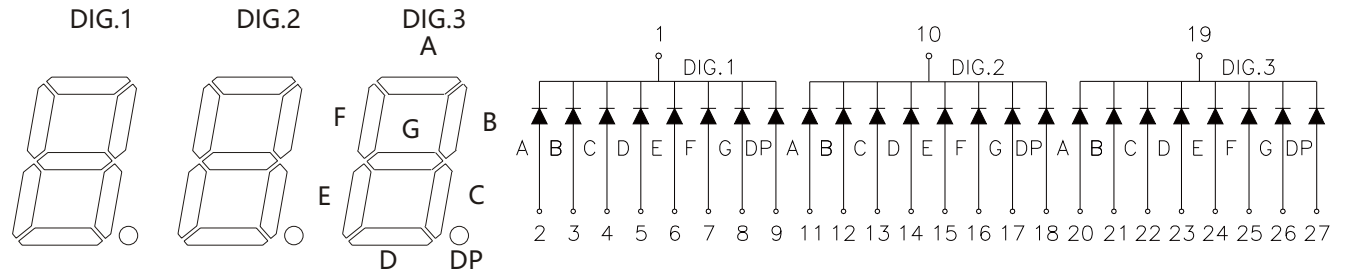 DIG.1 DIG.2 DIG.3
A
F G B
E C
D DP
1 10 19
DIG.1 DIG.2 DIG.3
A B C D E F G DP A B C D E F G DP A B C D E F G DP
2 3 4 5 6 7 8 9 11 12 13 14 15 16 17 18 20 21 22 23 24 25 26 27